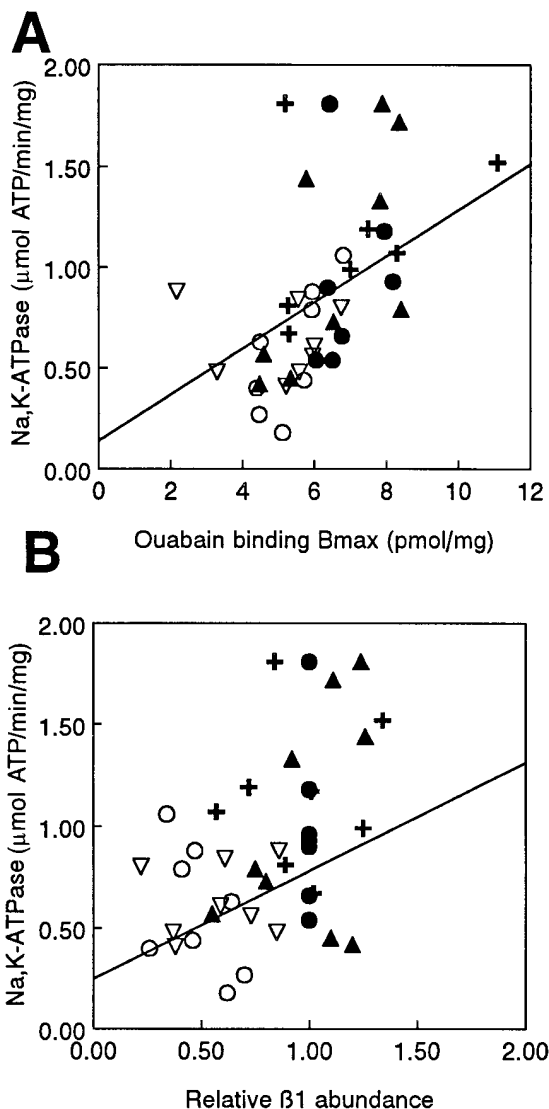 A
Na,K-ATPase (µmol ATP/min/mg)
2.00
1.50
1.00
0.50
0.00
0 2 4 6 8 10 12
Ouabain binding Bmax (pmol/mg)
B
Na,K-ATPase (µmol ATP/min/mg)
2.00
1.50
1.00
0.50
0.00
0.00 0.50 1.00 1.50 2.00
Relative ß1 abundance